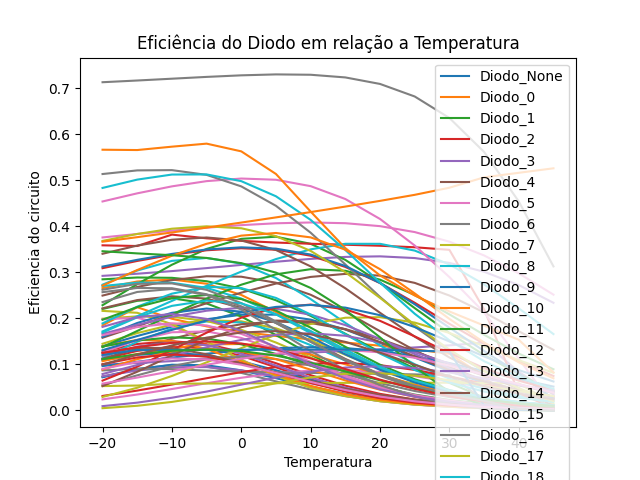 Eficiência do Diodo em relação a Temperatura
Eficiencia do circuito
0.7
0.6
0.5
0.4
0.3
0.2
0.1
0.0
−20
−10
0
10
20
30
40
Temperatura
Diodo_None
Diodo_0
Diodo_1
Diodo_2
Diodo_3
Diodo_4
Diodo_5
Diodo_6
Diodo_7
Diodo_8
Diodo_9
Diodo_10
Diodo_11
Diodo_12
Diodo_13
Diodo_14
Diodo_15
Diodo_16
Diodo_17
Diodo_18